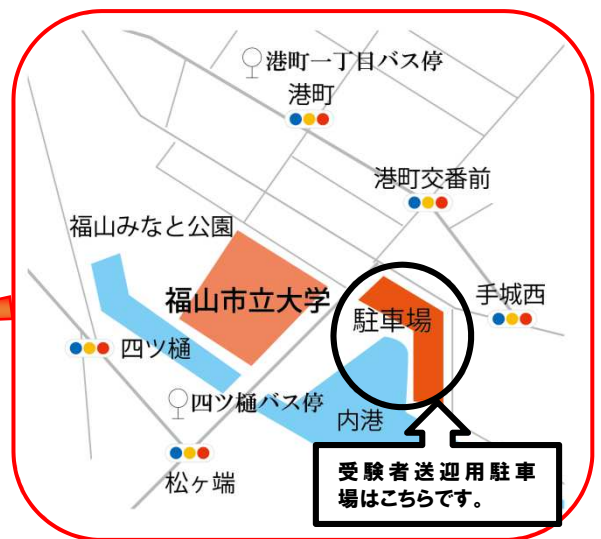 港町一丁目バス停
港町
港町交番前
福山みなと公園
福山市立大学
駐車場
手城西
四ツ樋
四ツ樋バス停
内港
松ヶ端
受験者送迎用駐車
場はこちらです。